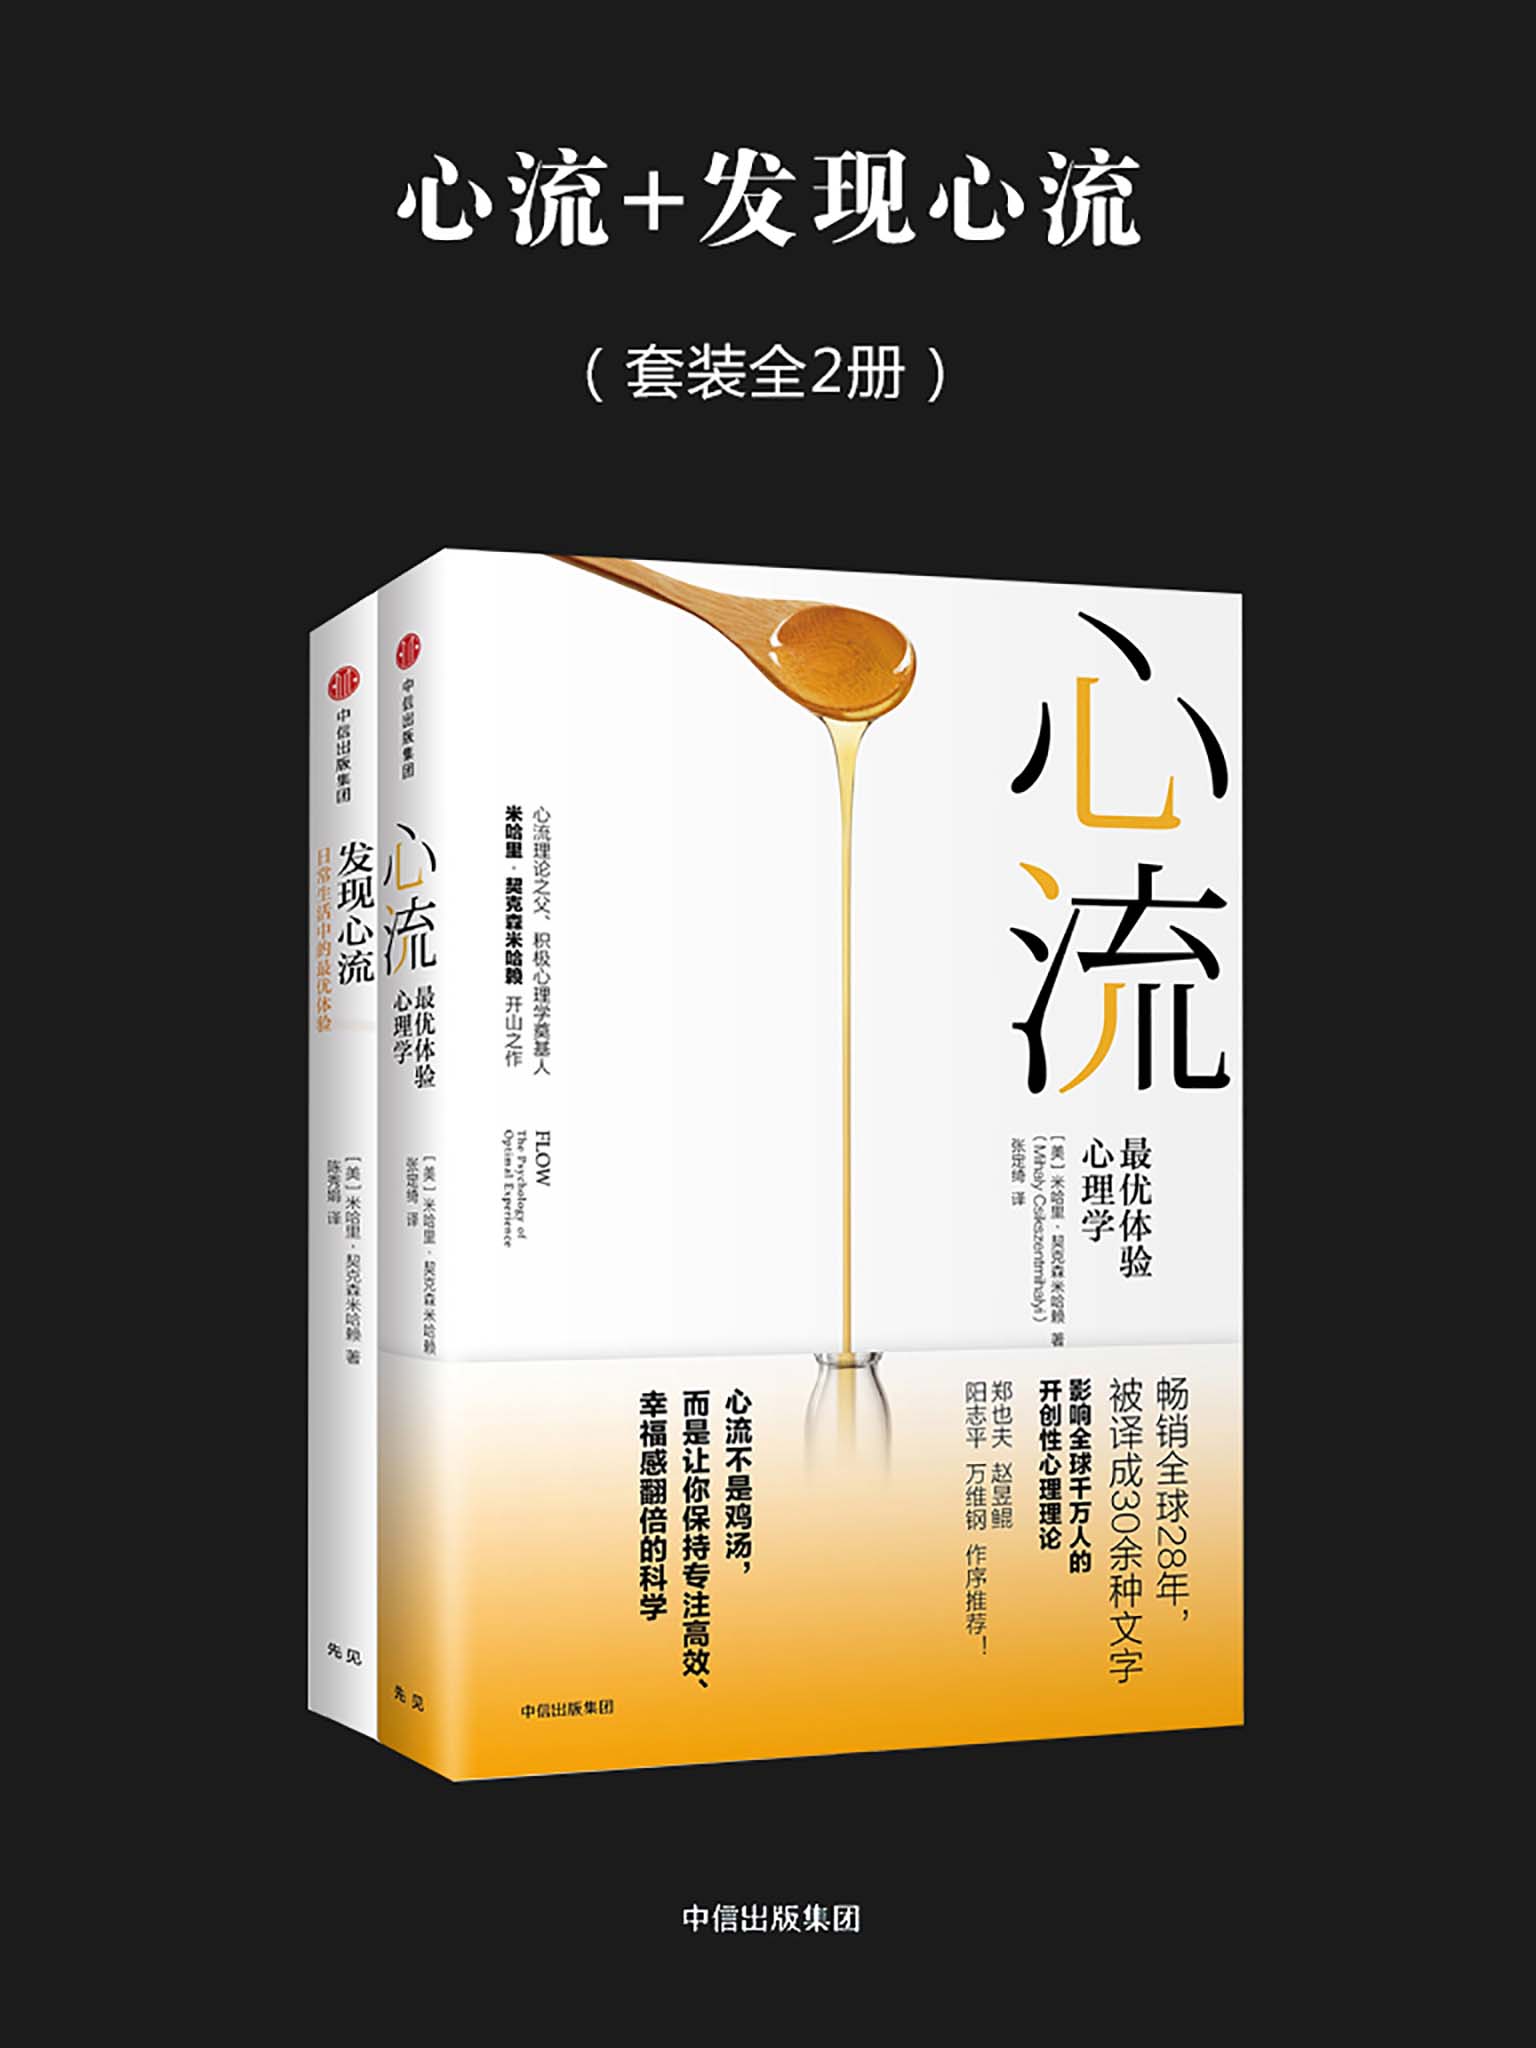 心流+发现心流
（套装全2册）
中信出版集团
发现心流
日常生活中的最优体验
[美] 米哈里·契克森米哈赖 著
陈秀娟 译
先见
中信出版集团
心流
最优体验
心理学
[美] 米哈里·契克森米哈赖
张定绮 译
先见
心流
最优体验
心理学
[美] 米哈里·契克森米哈赖 著
(Mihaly Csikszentmihalyi)
张定绮 译
心流理论之父、积极心理学奠基人
米哈里·契克森米哈赖 开山之作
FLOW
The Psychology of
Optimal Experience
畅销全球28年，
被译成30余种文字
影响全球千万人的
开创性心理理论
郑也夫 赵昱鲲
阳志平 万维钢 作序推荐！
心流不是鸡汤，
而是让你保持专注高效、
幸福感翻倍的科学
中信出版集团
中信出版集团